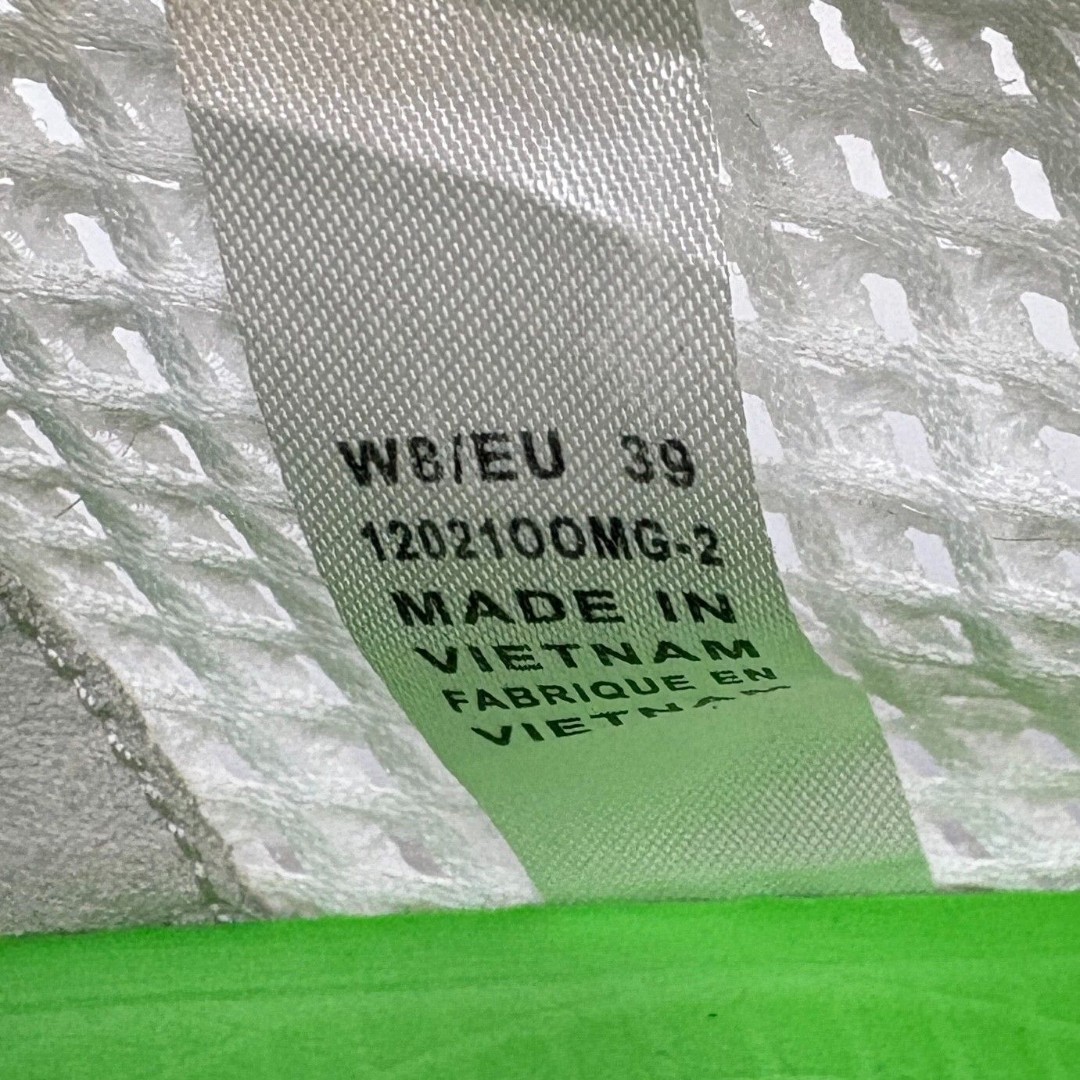 W8/EU 39
1202100MG-2
MADE IN
VIETNAM
FABRIQUE EN
VIETNAM